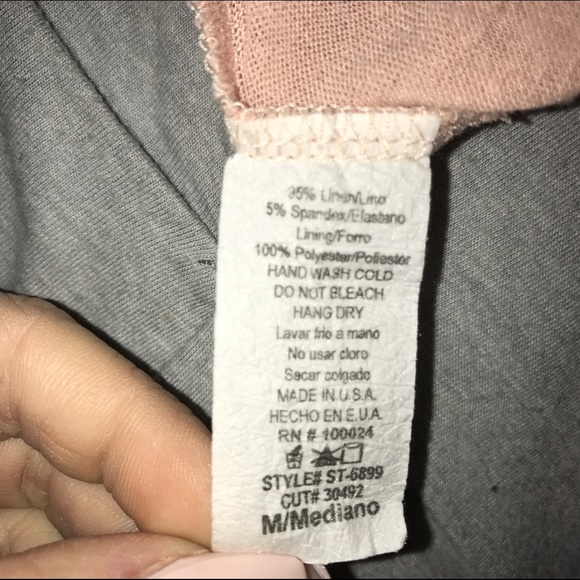 95% Linen/Lino
5% Spandex/Elastano
Lining/Forro
100% Polyester/Poliester
HAND WASH COLD
DO NOT BLEACH
HANG DRY
Lavar frio a mano
No usar cloro
Secar colgado
MADE IN U.S.A.
HECHO EN E.U.A.
RN # 100024
STYLE# ST-6899
CUT# 30492
M/Mediano